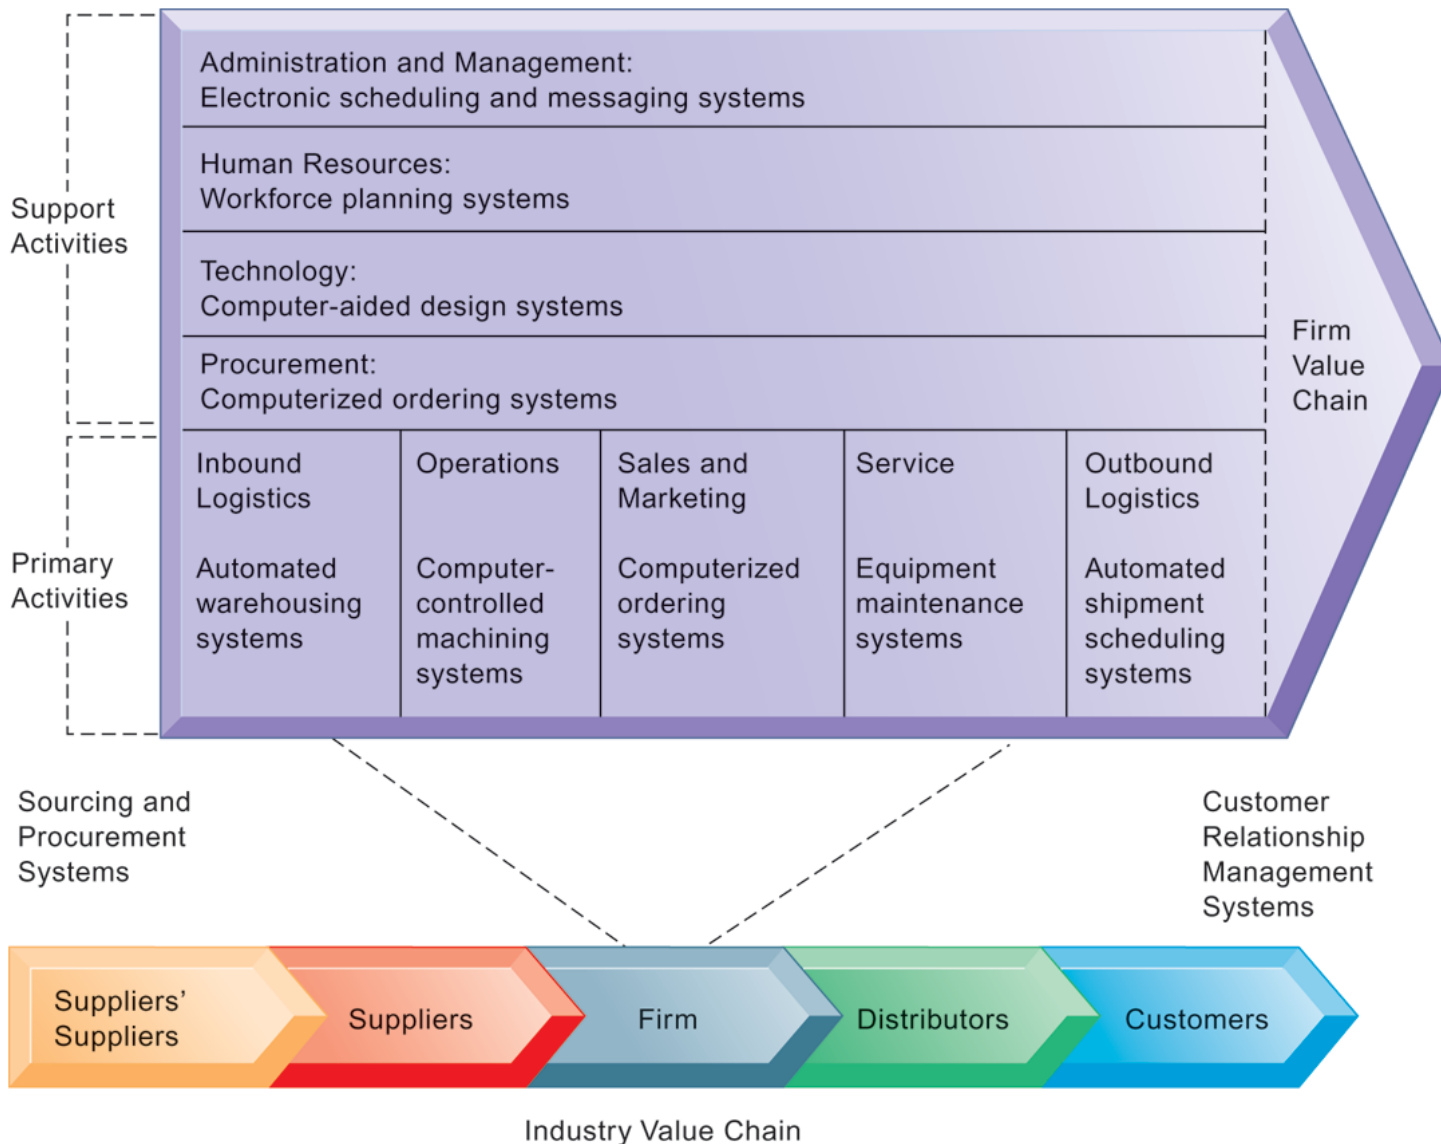 Administration and Management:
Electronic scheduling and messaging systems
Human Resources:
Workforce planning systems
Support
Activities
Technology:
Computer-aided design systems
Procurement:
Computerized ordering systems
Firm
Value
Chain
Primary
Activities
Inbound
Logistics
Automated
warehousing
systems
Operations
Computer-
controlled
machining
systems
Sales and
Marketing
Computerized
ordering
systems
Service
Equipment
maintenance
systems
Outbound
Logistics
Automated
shipment
scheduling
systems
Sourcing and
Procurement
Systems
Customer
Relationship
Management
Systems
Suppliers’
Suppliers
Suppliers
Firm
Distributors
Customers
Industry Value Chain